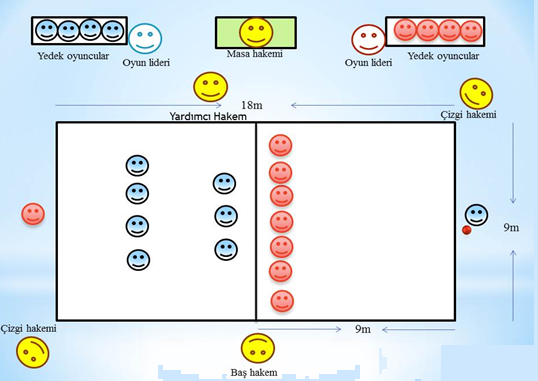 Yedek oyuncular
Oyun lideri
Masa hakemi
Oyun lideri
Yedek oyuncular
18m
Yardımcı Hakem
Çizgi hakemi
9m
Çizgi hakemi
9m
Baş hakem